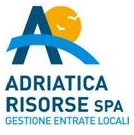 ADRIATICA
RISORSE SPA
GESTIONE ENTRATE LOCALI